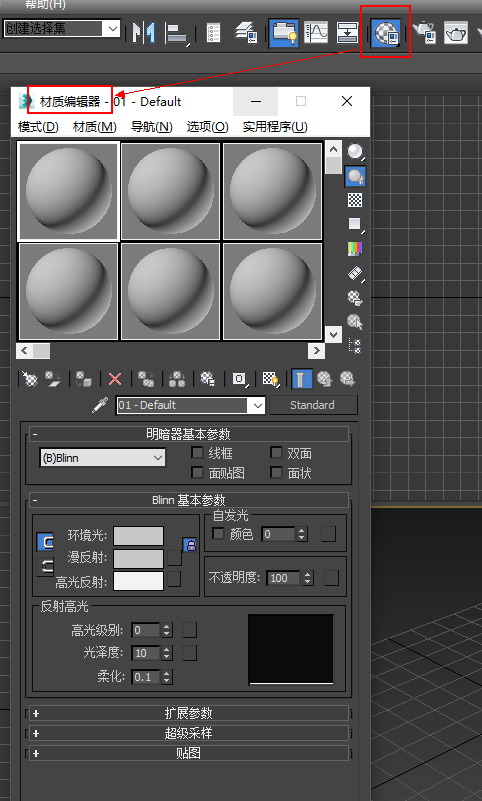 帮助(H)
创建选择集
材质编辑器 - 01 - Default
模式(D) 材质(M) 导航(N) 选项(O) 实用程序(U)
01 - Default Standard
- 明暗器基本参数
(B)Blinn 线框 双面
面贴图 面状
- Blinn 基本参数
自发光
环境光: 颜色 0
漫反射:
高光反射: 不透明度: 100
反射高光
高光级别: 0
光泽度: 10
柔化: 0.1
+ 扩展参数
+ 超级采样
+ 贴图